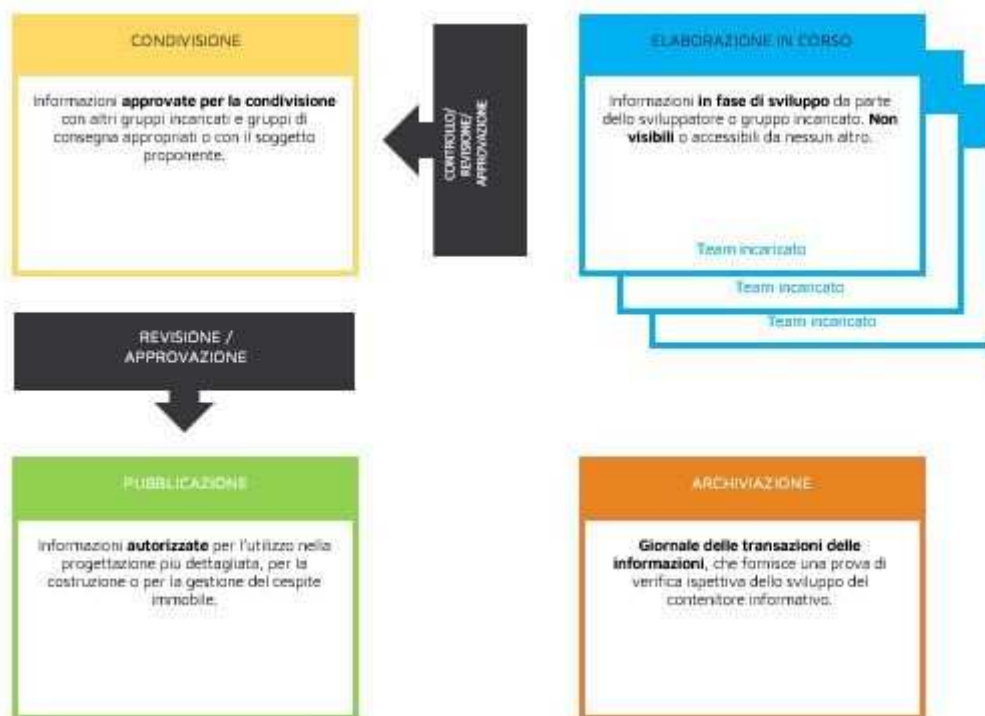 CONDIVISIONE
Informazioni approvate per la condivisione
con altri gruppi incaricati e gruppi di
consegna appropriati o con il soggetto
proponente.
CONTROLLO/
REVISIONE/
APPROVAZIONE
ELABORAZIONE IN CORSO
Informazioni in fase di sviluppo da parte
dello sviluppatore o gruppo incaricato. Non
visibili o accessibili da nessun altro.
Team incaricato
Team incaricato
Team incaricato
REVISIONE /
APPROVAZIONE
PUBBLICAZIONE
Informazioni autorizzate per l'utilizzo nella
progettazione più dettagliata, per la
costruzione o per la gestione del cespite
immobile.
ARCHIVIAZIONE
Giornale delle transazioni delle
informazioni, che fornisce una prova di
verifica ispettiva dello sviluppo del
contenitore informativo.